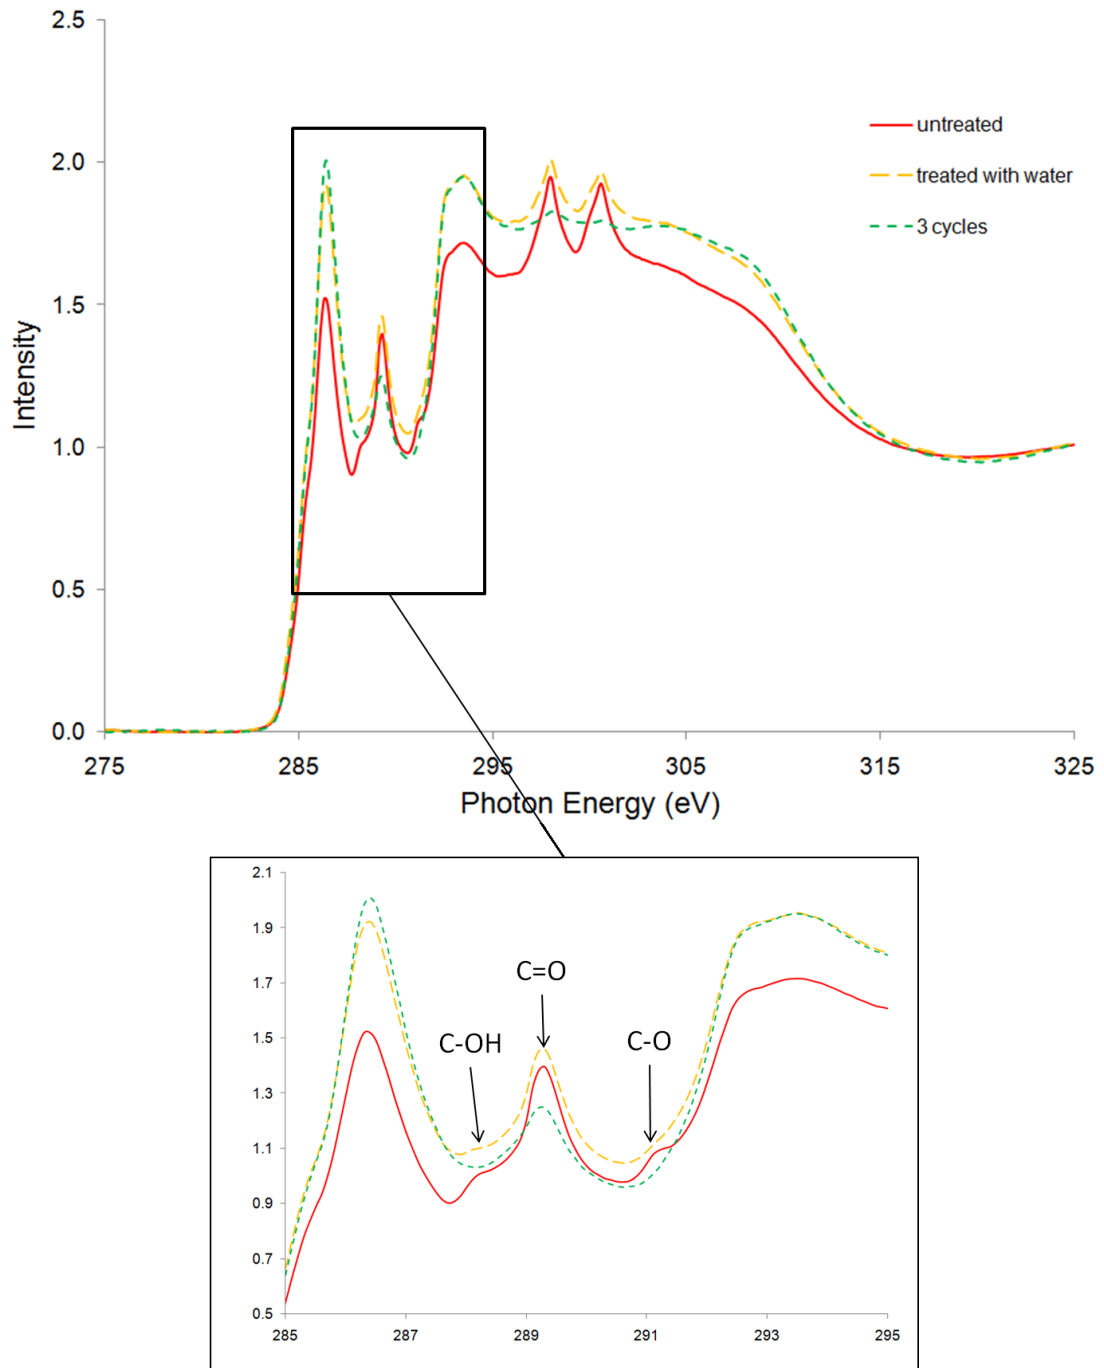 2.5
2.0
1.5
1.0
0.5
0.0
Intensity
untreated
treated with water
3 cycles
275 285 295 305 315 325
Photon Energy (eV)
2.1
1.9
1.7
1.5
1.3
1.1
0.9
0.7
0.5
C-OH
C=O
C-O
285 287 289 291 293 295